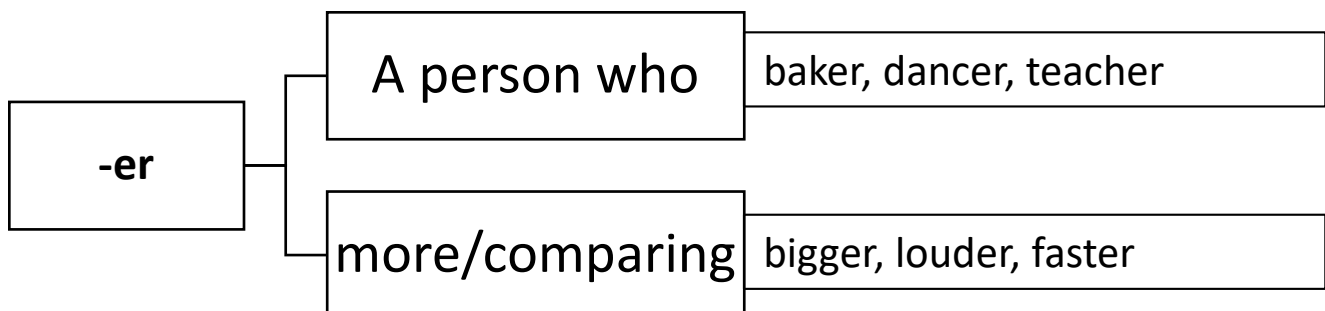 -er
A person who
baker, dancer, teacher
more/comparing
bigger, louder, faster